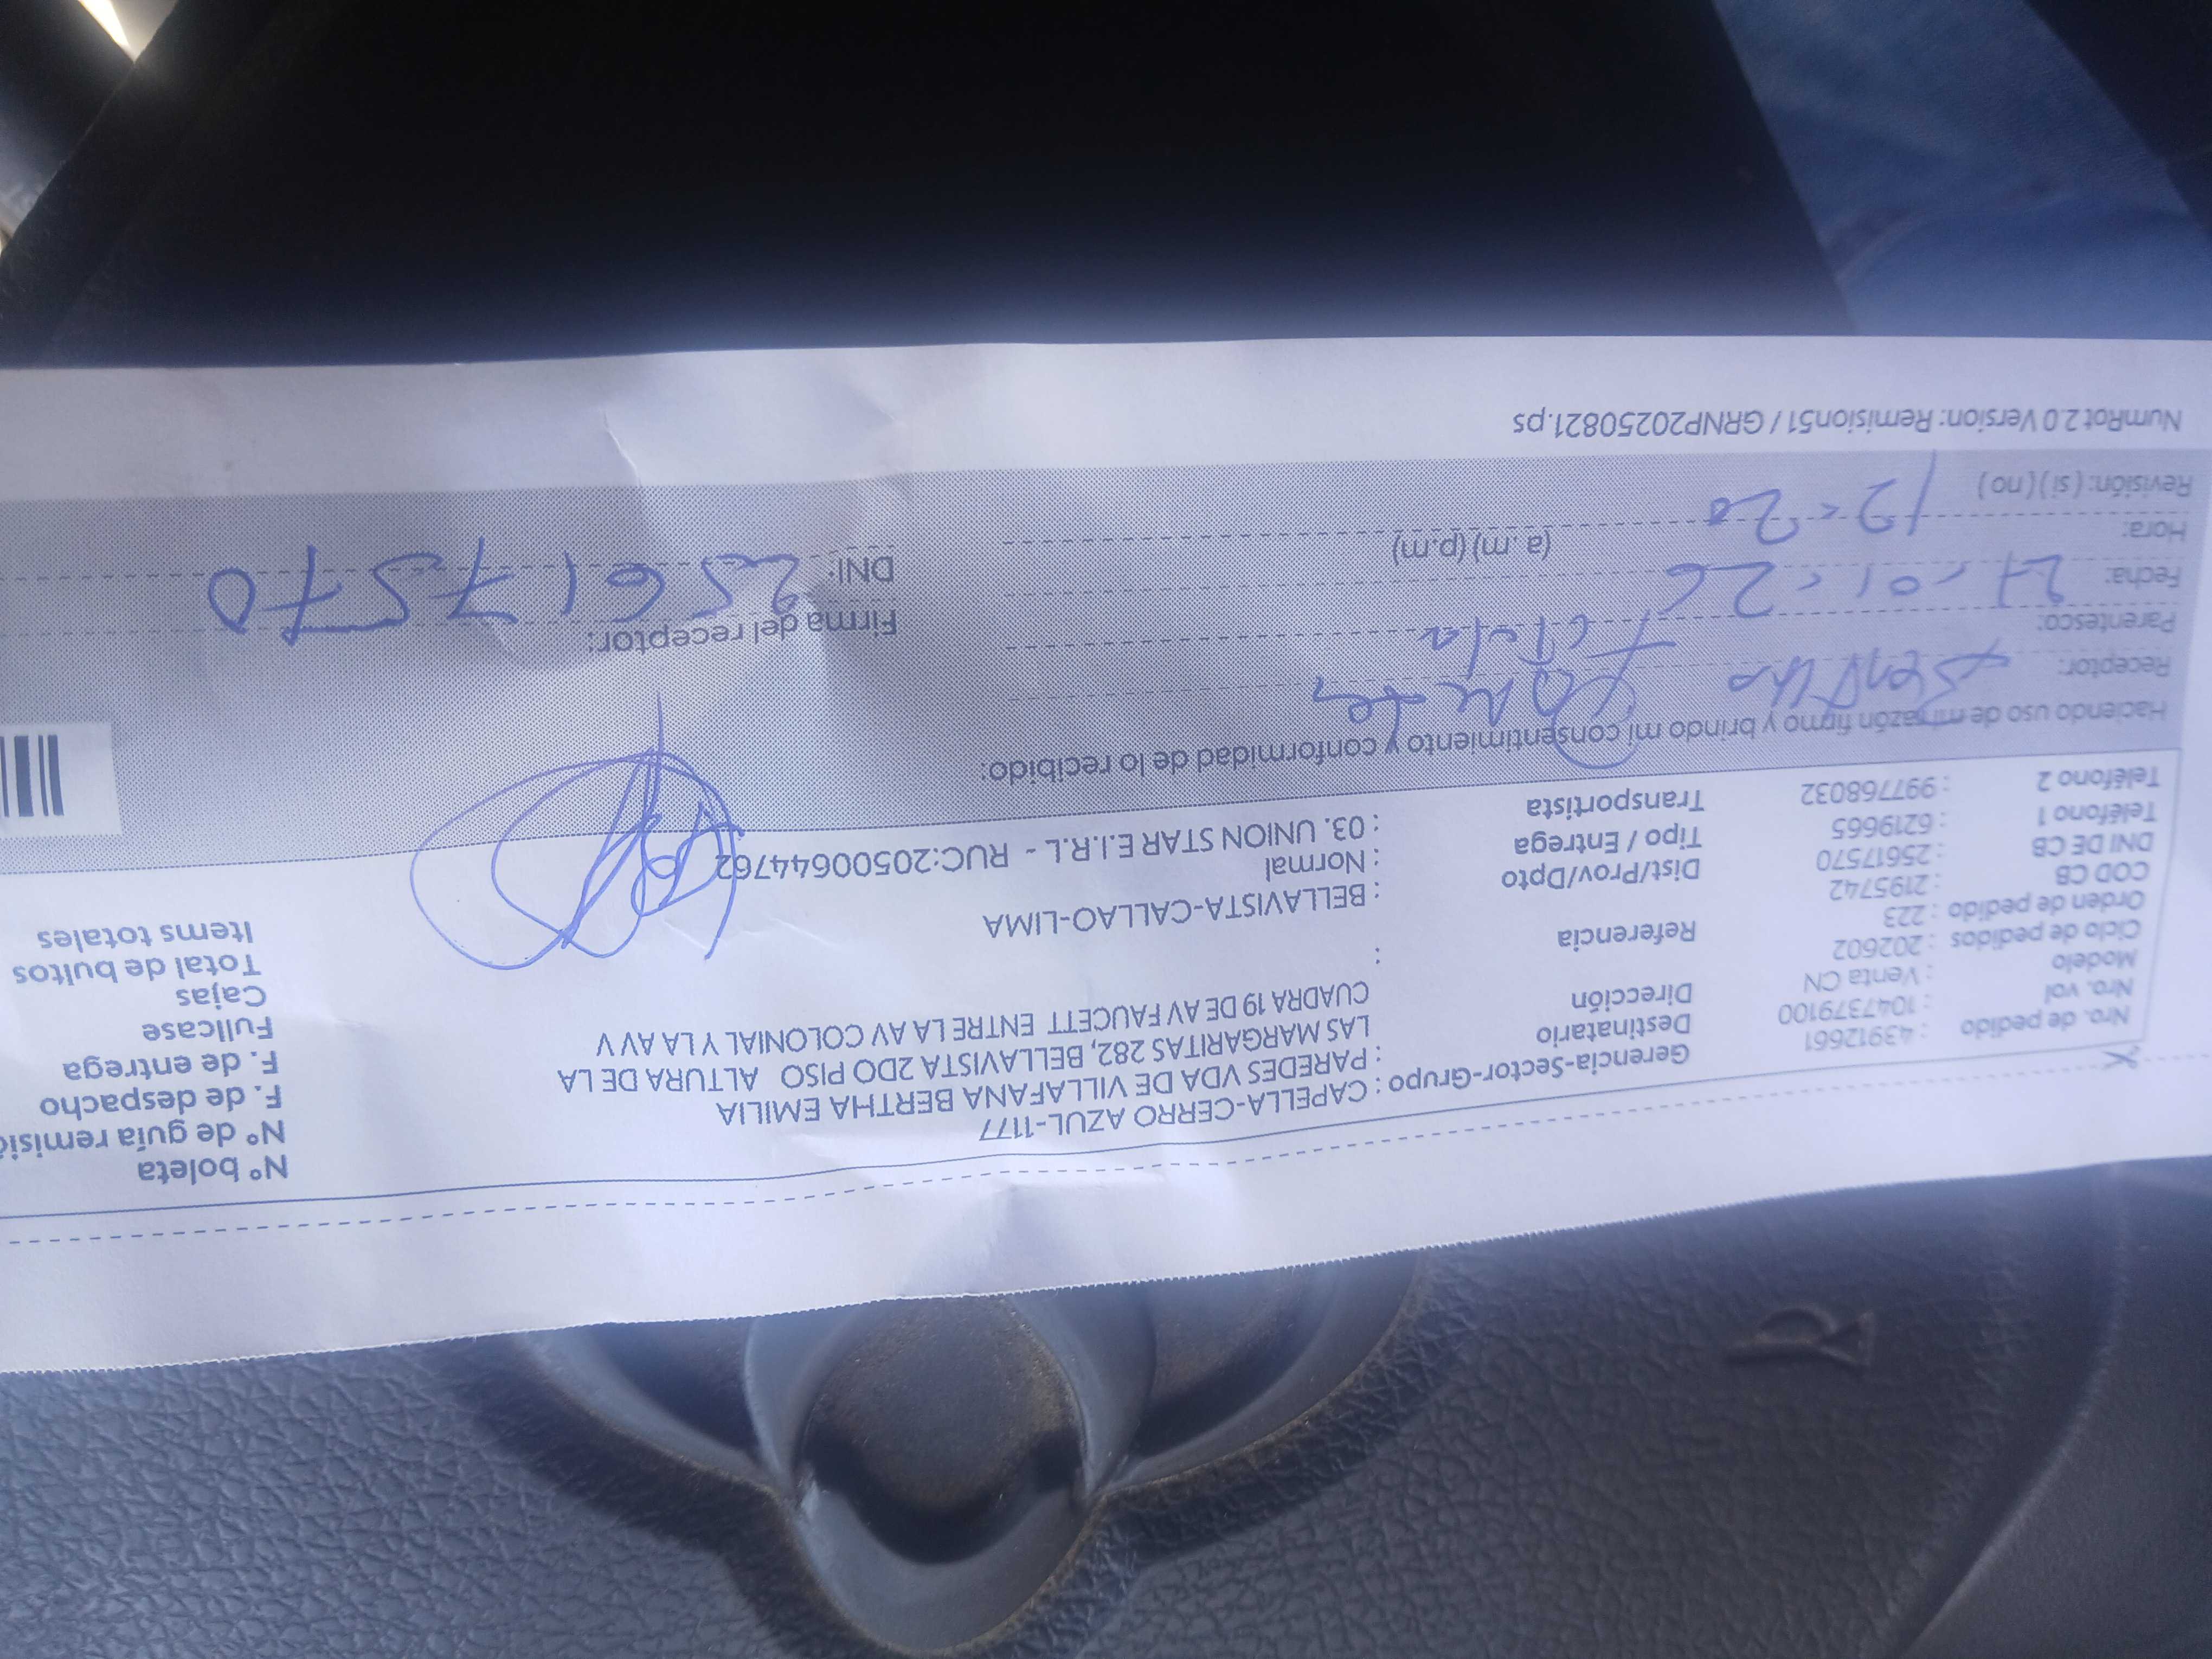 Nro. de pedido : 43912661
Nro. vol : 1047379100
Modelo : Venta CN
Ciclo de pedidos : 202602
Orden de pedido : 223
COD CB : 2195742
DNI DE CB : 25617570
Teléfono 1 : 6219665
Teléfono 2 : 997768032
Gerencia-Sector-Grupo : CAPELLA-CERRO AZUL-1177
Destinatario : PAREDES VDA DE VILLAFANA BERTHA EMILIA
Dirección LAS MARGARITAS 282, BELLAVISTA 2DO PISO ALTURA DE LA
CUADRA 19 DE AV FAUCETT ENTRE LA AV COLONIAL Y LA AV V
Referencia :
Dist/Prov/Dpto : BELLAVISTA-CALLAO-LIMA
Tipo / Entrega : Normal
Transportista : 03. UNION STAR E.I.R.L - RUC:20500644762
N° boleta
N° de guía remisió
F. de despacho
F. de entrega
Fullcase
Cajas
Total de bultos
Items totales
Haciendo uso de mi razón firmo y brindo mi consentimiento y conformidad de lo recibido:
Receptor:
Parentesco: titula
Fecha: 21-01-26
Hora: 12:20 (a. m) (p.m)
Revisión: ( si ) ( no )
Firma del receptor:
DNI: 25617570
NumRot 2.0 Version: Remision51 / GRNP20250821.ps